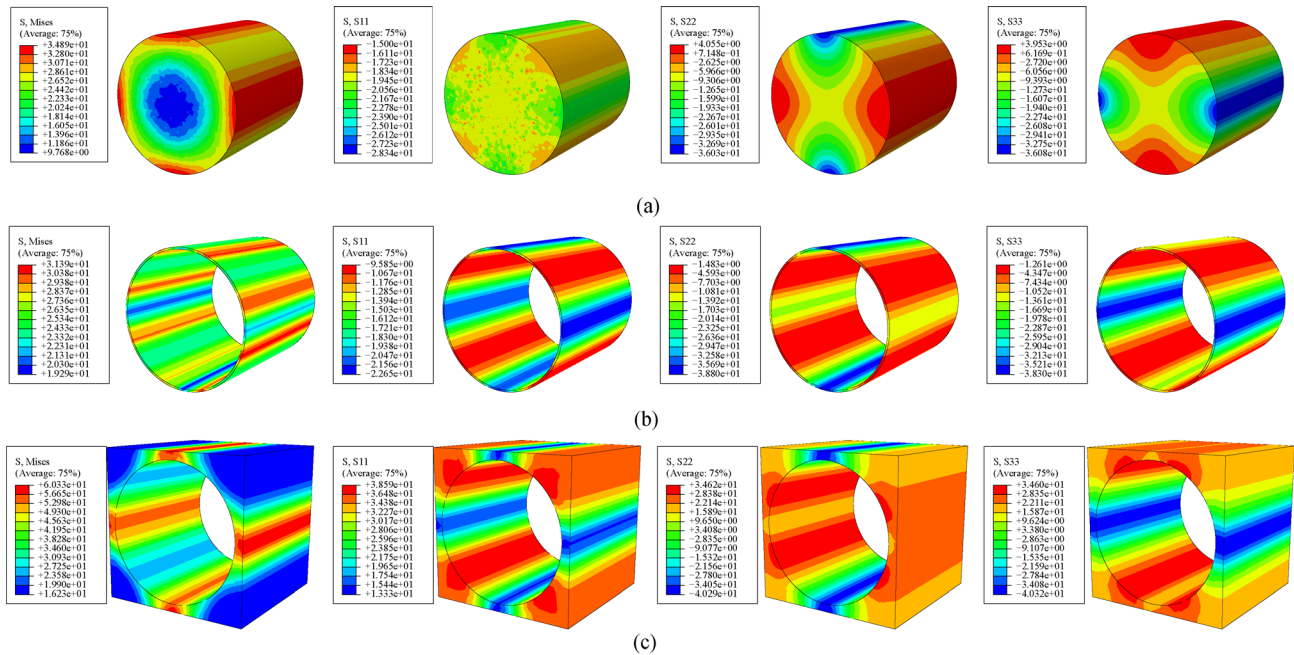 S, Mises
(Average: 75%)
+3.489e+01
+3.280e+01
+3.071e+01
+2.861e+01
+2.652e+01
+2.442e+01
+2.233e+01
+2.024e+01
+1.814e+01
+1.605e+01
+1.396e+01
+1.186e+01
+9.768e+00
S, S11
(Average: 75%)
−1.500e+01
−1.611e+01
−1.723e+01
−1.834e+01
−1.945e+01
−2.056e+01
−2.167e+01
−2.278e+01
−2.390e+01
−2.501e+01
−2.612e+01
−2.723e+01
−2.834e+01
S, S22
(Average: 75%)
+4.055e+00
+7.148e−01
−2.625e+00
−5.966e+00
−9.306e+00
−1.265e+01
−1.599e+01
−1.933e+01
−2.267e+01
−2.601e+01
−2.935e+01
−3.269e+01
−3.603e+01
S, S33
(Average: 75%)
+3.953e+00
+6.169e−01
−2.720e+00
−6.056e+00
−9.393e+00
−1.273e+01
−1.607e+01
−1.940e+01
−2.274e+01
−2.608e+01
−2.941e+01
−3.275e+01
−3.608e+01
(a)
S, Mises
(Average: 75%)
+3.139e+01
+3.038e+01
+2.938e+01
+2.837e+01
+2.736e+01
+2.635e+01
+2.534e+01
+2.433e+01
+2.332e+01
+2.231e+01
+2.131e+01
+2.030e+01
+1.929e+01
S, S11
(Average: 75%)
−9.585e+00
−1.067e+01
−1.176e+01
−1.285e+01
−1.394e+01
−1.503e+01
−1.612e+01
−1.721e+01
−1.830e+01
−1.938e+01
−2.047e+01
−2.156e+01
−2.265e+01
S, S22
(Average: 75%)
−1.483e+00
−4.593e+00
−7.703e+00
−1.081e+01
−1.392e+01
−1.703e+01
−2.014e+01
−2.325e+01
−2.636e+01
−2.947e+01
−3.258e+01
−3.569e+01
−3.880e+01
S, S33
(Average: 75%)
−1.261e+00
−4.347e+00
−7.434e+00
−1.052e+01
−1.361e+01
−1.669e+01
−1.978e+01
−2.287e+01
−2.595e+01
−2.904e+01
−3.213e+01
−3.521e+01
−3.830e+01
(b)
S, Mises
(Average: 75%)
+6.033e+01
+5.665e+01
+5.298e+01
+4.930e+01
+4.563e+01
+4.195e+01
+3.828e+01
+3.460e+01
+3.093e+01
+2.725e+01
+2.358e+01
+1.990e+01
+1.623e+01
S, S11
(Average: 75%)
+3.859e+01
+3.648e+01
+3.438e+01
+3.227e+01
+3.017e+01
+2.806e+01
+2.596e+01
+2.385e+01
+2.175e+01
+1.965e+01
+1.754e+01
+1.544e+01
+1.333e+01
S, S22
(Average: 75%)
+3.462e+01
+2.838e+01
+2.214e+01
+1.589e+01
+9.650e+00
+3.408e+00
−2.835e+00
−9.077e+00
−1.532e+01
−2.156e+01
−2.780e+01
−3.405e+01
−4.029e+01
S, S33
(Average: 75%)
+3.460e+01
+2.835e+01
+2.211e+01
+1.587e+01
+9.624e+00
+3.380e+00
−2.863e+00
−9.107e+00
−1.535e+01
−2.159e+01
−2.784e+01
−3.408e+01
−4.032e+01
(c)